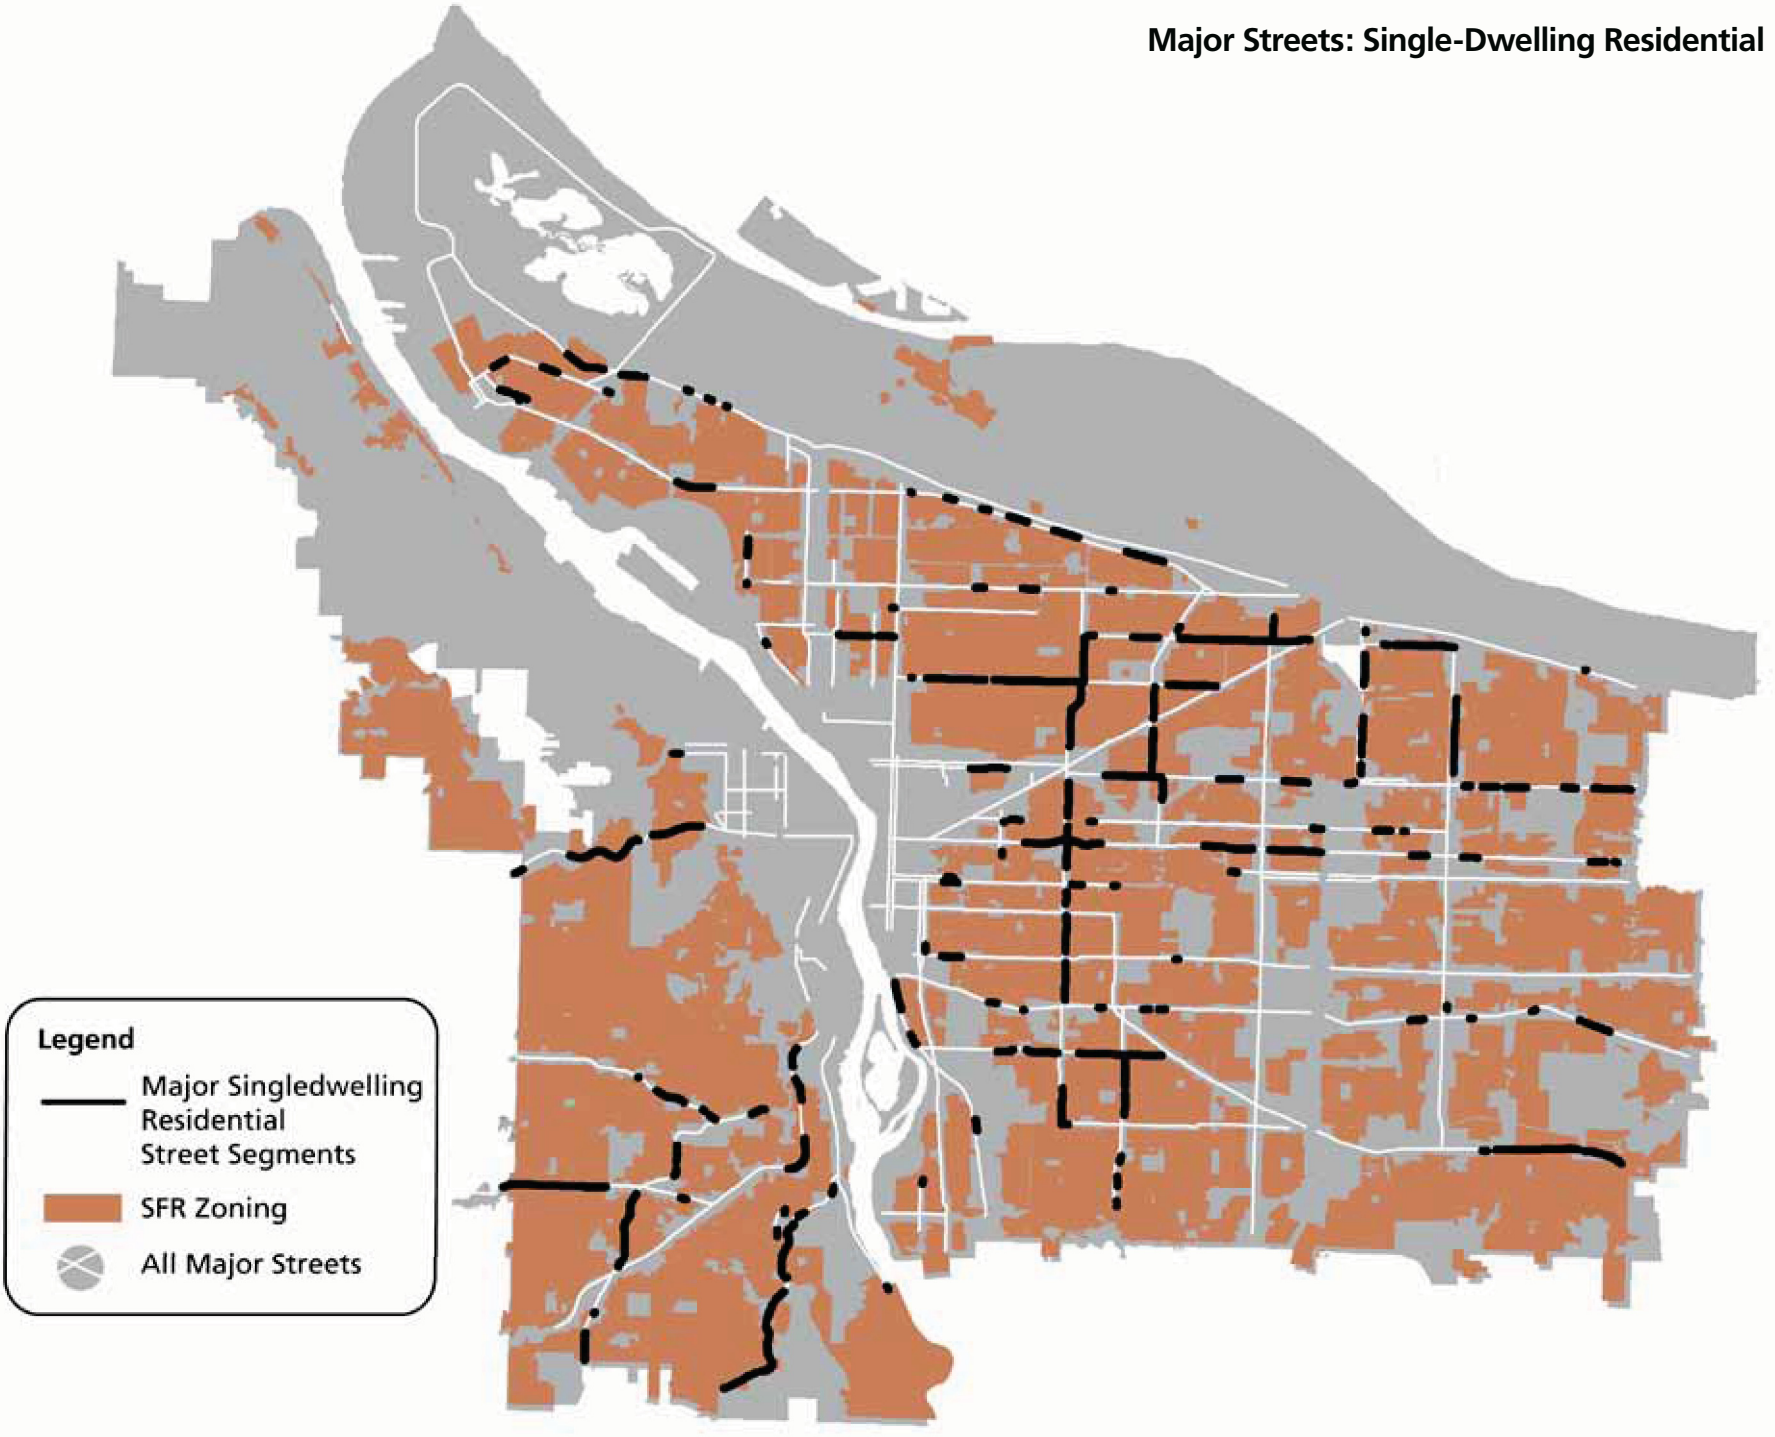 Major Streets: Single-Dwelling Residential
Legend
Major Singledwelling
Residential
Street Segments
SFR Zoning
All Major Streets